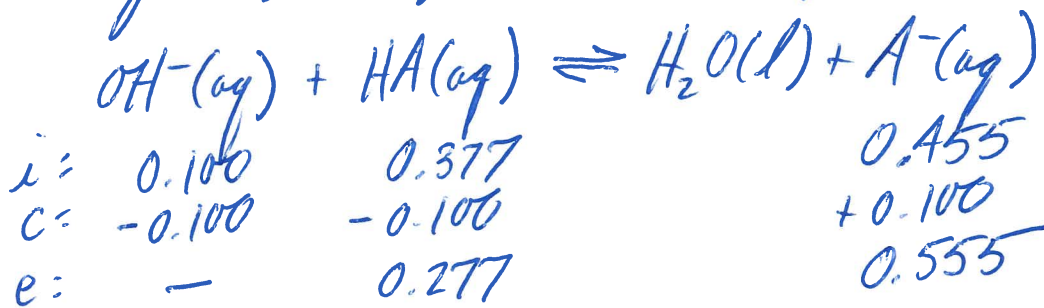 OH⁻(aq) + HA(aq) ⇌ H₂O(l) + A⁻(aq)
i: 0.100 0.377 0.455
c: -0.100 -0.100 +0.100
e: — 0.277 0.555